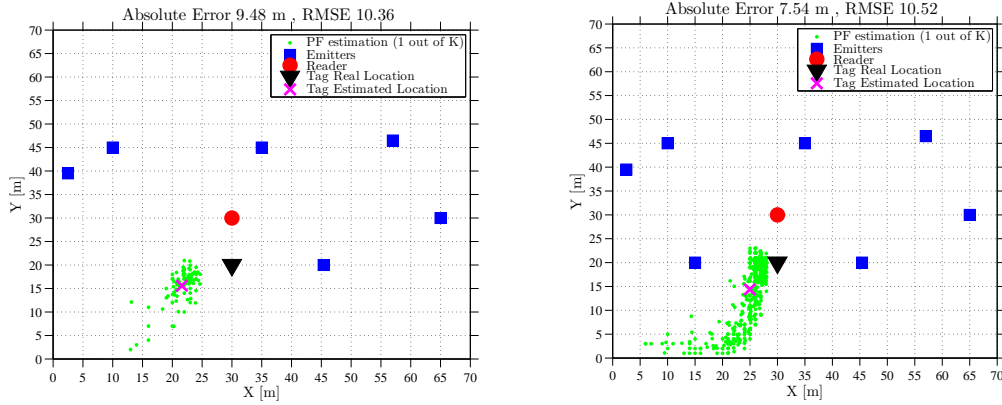 Absolute Error 9.48 m , RMSE 10.36
PF estimation (1 out of K)
Emitters
Reader
Tag Real Location
Tag Estimated Location
70
65
60
55
50
45
40
35
30
25
20
15
10
5
0
Y [m]
0 5 10 15 20 25 30 35 40 45 50 55 60 65 70
X [m]
Absolute Error 7.54 m , RMSE 10.52
PF estimation (1 out of K)
Emitters
Reader
Tag Real Location
Tag Estimated Location
70
65
60
55
50
45
40
35
30
25
20
15
10
5
0
Y [m]
0 5 10 15 20 25 30 35 40 45 50 55 60 65 70
X [m]